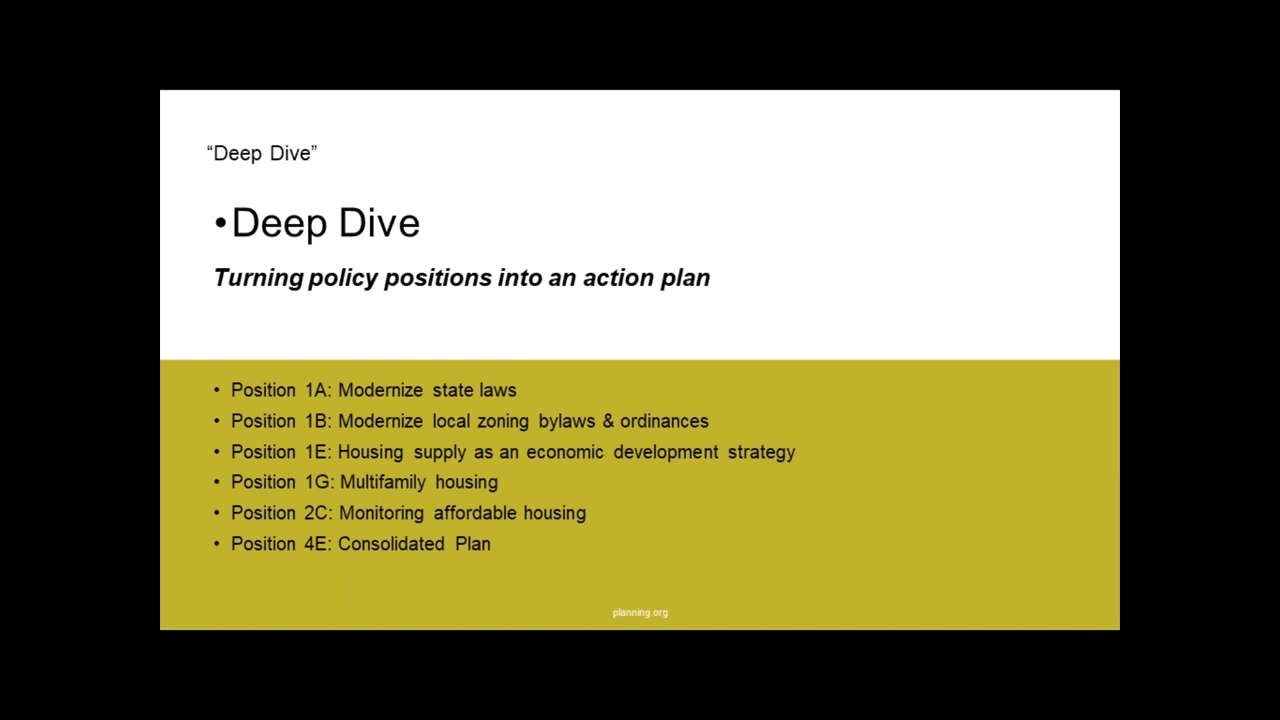 “Deep Dive”
•Deep Dive
Turning policy positions into an action plan
• Position 1A: Modernize state laws
• Position 1B: Modernize local zoning bylaws & ordinances
• Position 1E: Housing supply as an economic development strategy
• Position 1G: Multifamily housing
• Position 2C: Monitoring affordable housing
• Position 4E: Consolidated Plan
planning.org